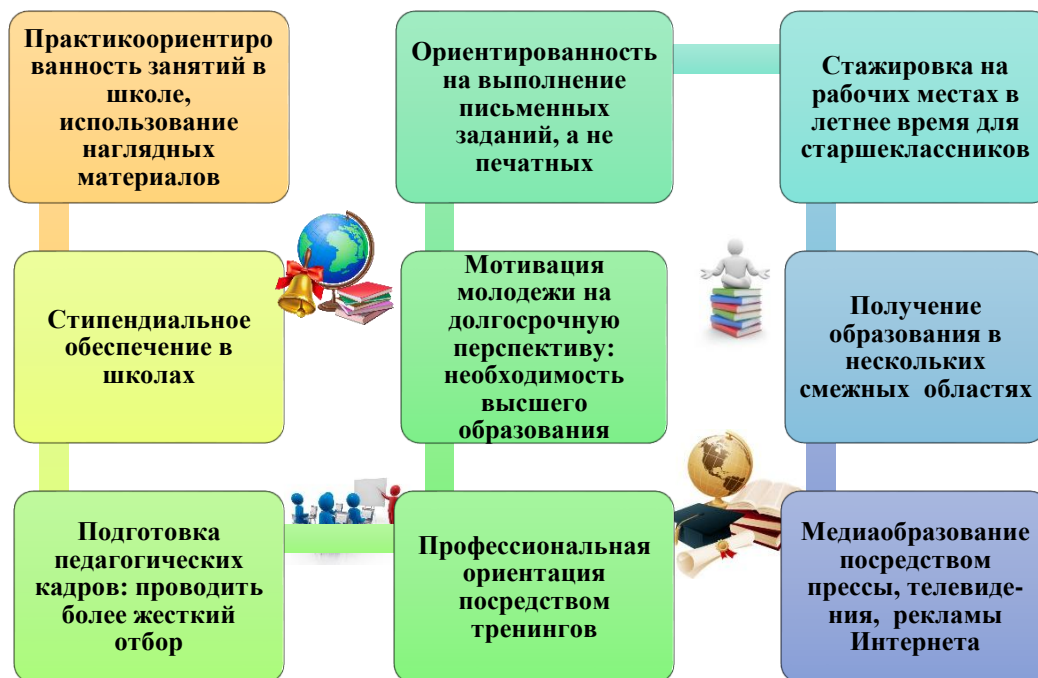 Практикоориентиро
ванность занятий в
школе,
использование
наглядных
материалов
Стипендиальное
обеспечение в
школах
Подготовка
педагогических
кадров: проводить
более жесткий
отбор
Профессиональная
ориентация
посредством
тренингов
Мотивация
молодежи на
долгосрочную
перспективу:
необходимость
высшего
образования
Ориентированность
на выполнение
письменных
заданий, а не
печатных
Стажировка на
рабочих местах в
летнее время для
старшеклассников
Получение
образования в
нескольких
смежных областях
Медиаобразование
посредством
прессы, телевиде-
ния, рекламы
Интернета